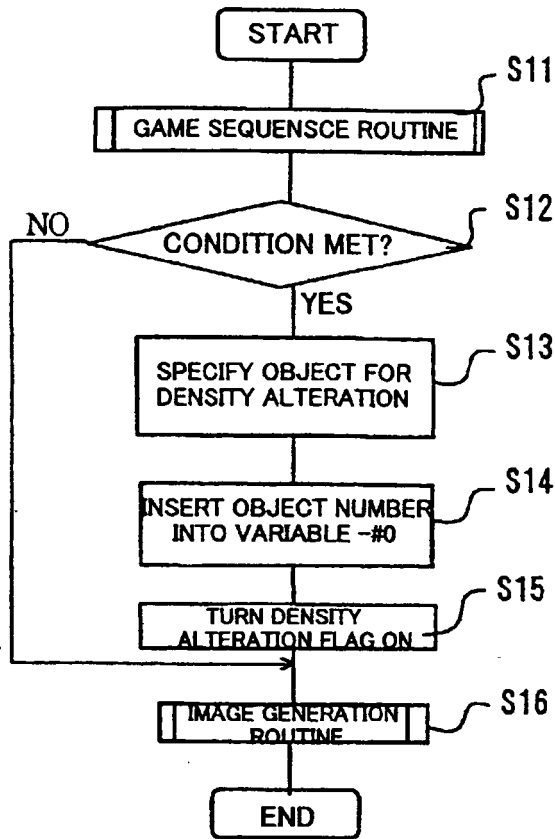 START
S11
GAME SEQUENSCE ROUTINE
S12
NO
CONDITION MET?
YES
S13
SPECIFY OBJECT FOR
DENSITY ALTERATION
S14
INSERT OBJECT NUMBER
INTO VARIABLE -#0
S15
TURN DENSITY
ALTERATION FLAG ON
S16
IMAGE GENERATION
ROUTINE
END